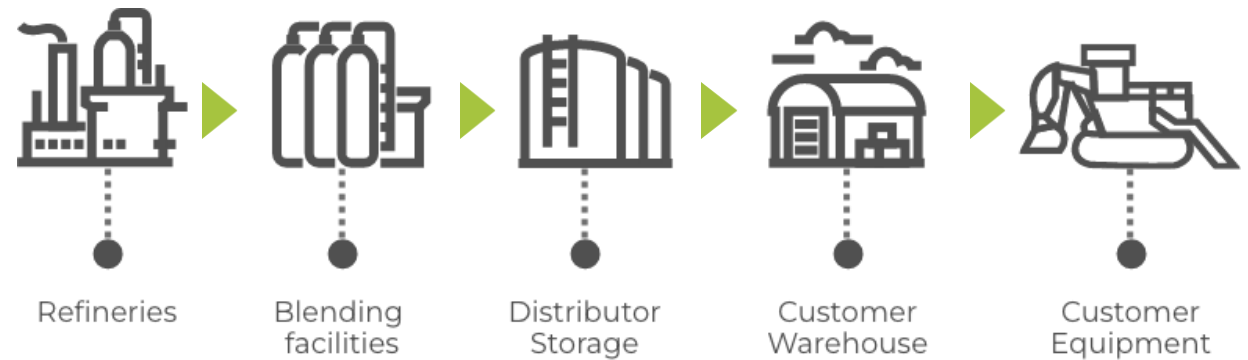 Refineries
Blending
facilities
Distributor
Storage
Customer
Warehouse
Customer
Equipment